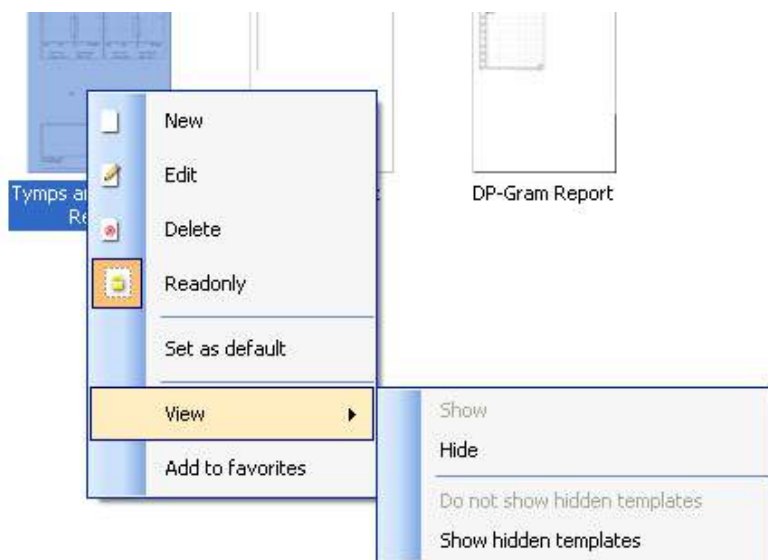 New
Edit
Tymps a
DP-Gram Report
Re
Delete
Readonly
Set as default
View
Show
Hide
Add to favorites
Do not show hidden templates
Show hidden templates